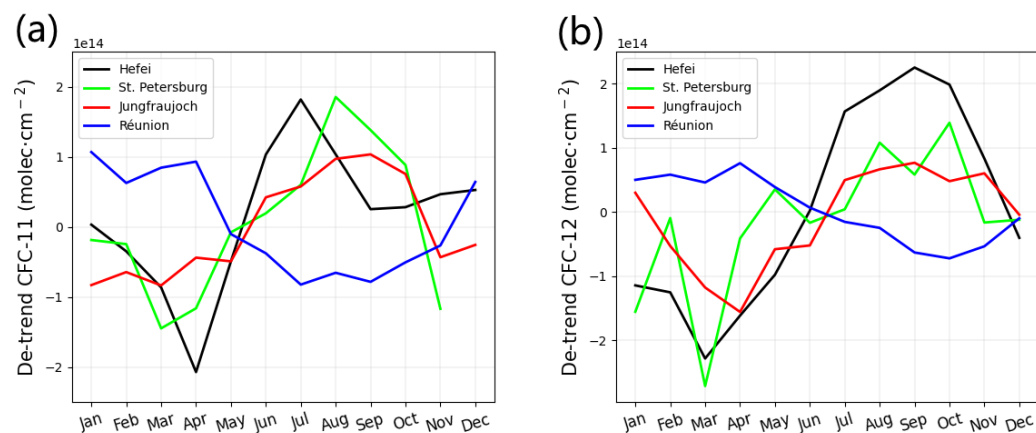 (a)
1e14
De-trend CFC-11 (molec·cm⁻²)
2
1
0
−1
−2
Hefei
St. Petersburg
Jungfraujoch
Réunion
Jan Feb Mar Apr May Jun Jul Aug Sep Oct Nov Dec
(b)
1e14
De-trend CFC-12 (molec·cm⁻²)
2
1
0
−1
−2
Hefei
St. Petersburg
Jungfraujoch
Réunion
Jan Feb Mar Apr May Jun Jul Aug Sep Oct Nov Dec